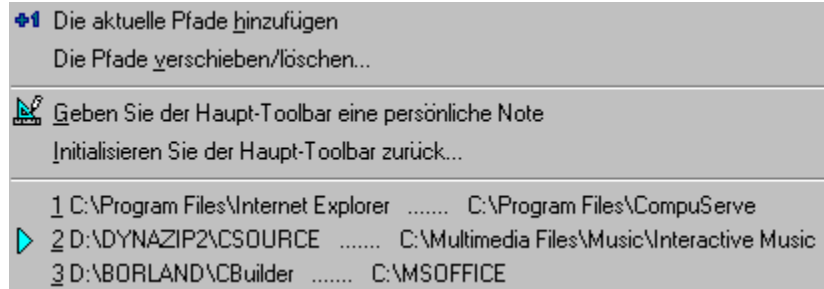 Die aktuelle Pfade hinzufügen
Die Pfade verschieben/löschen...
Geben Sie der Haupt-Toolbar eine persönliche Note
Initialisieren Sie der Haupt-Toolbar zurück...
1 C:\Program Files\Internet Explorer ....... C:\Program Files\CompuServe
2 D:\DYNAZIP2\CSOURCE ....... C:\Multimedia Files\Music\Interactive Music
3 D:\BORLAND\CBuilder ....... C:\MSOFFICE